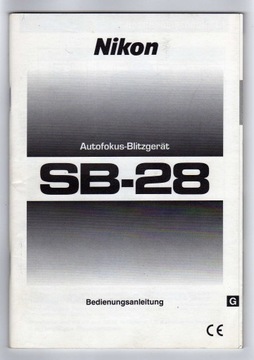 Nikon
Autofokus-Blitzgerät
SB-28
Bedienungsanleitung
G
CE